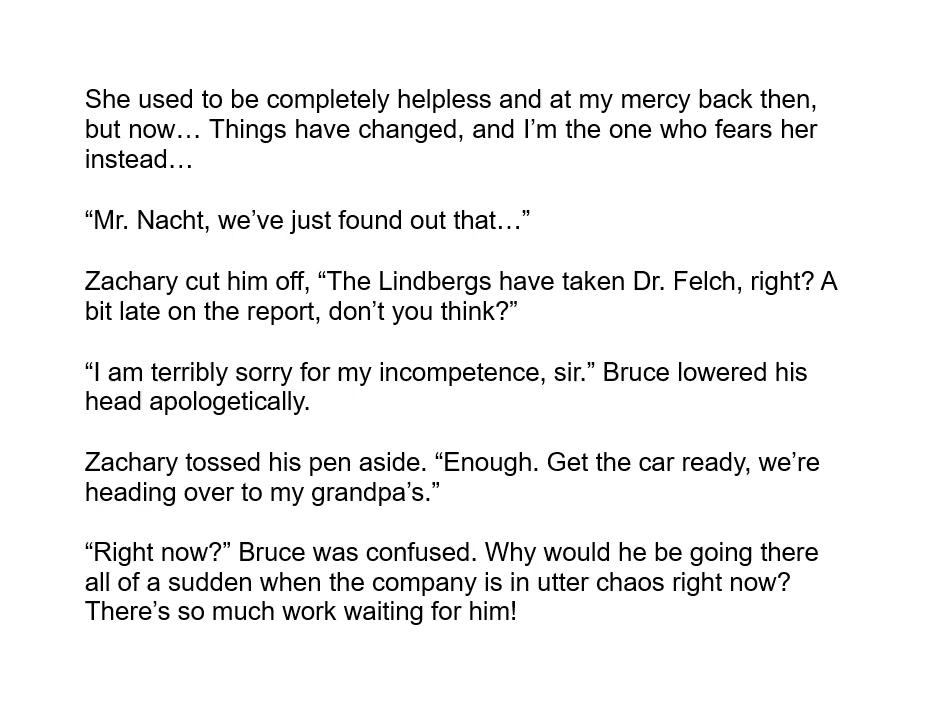 She used to be completely helpless and at my mercy back then,
but now… Things have changed, and I’m the one who fears her
instead…
“Mr. Nacht, we’ve just found out that…”
Zachary cut him off, “The Lindbergs have taken Dr. Felch, right? A
bit late on the report, don’t you think?”
“I am terribly sorry for my incompetence, sir.” Bruce lowered his
head apologetically.
Zachary tossed his pen aside. “Enough. Get the car ready, we’re
heading over to my grandpa’s.”
“Right now?” Bruce was confused. Why would he be going there
all of a sudden when the company is in utter chaos right now?
There’s so much work waiting for him!